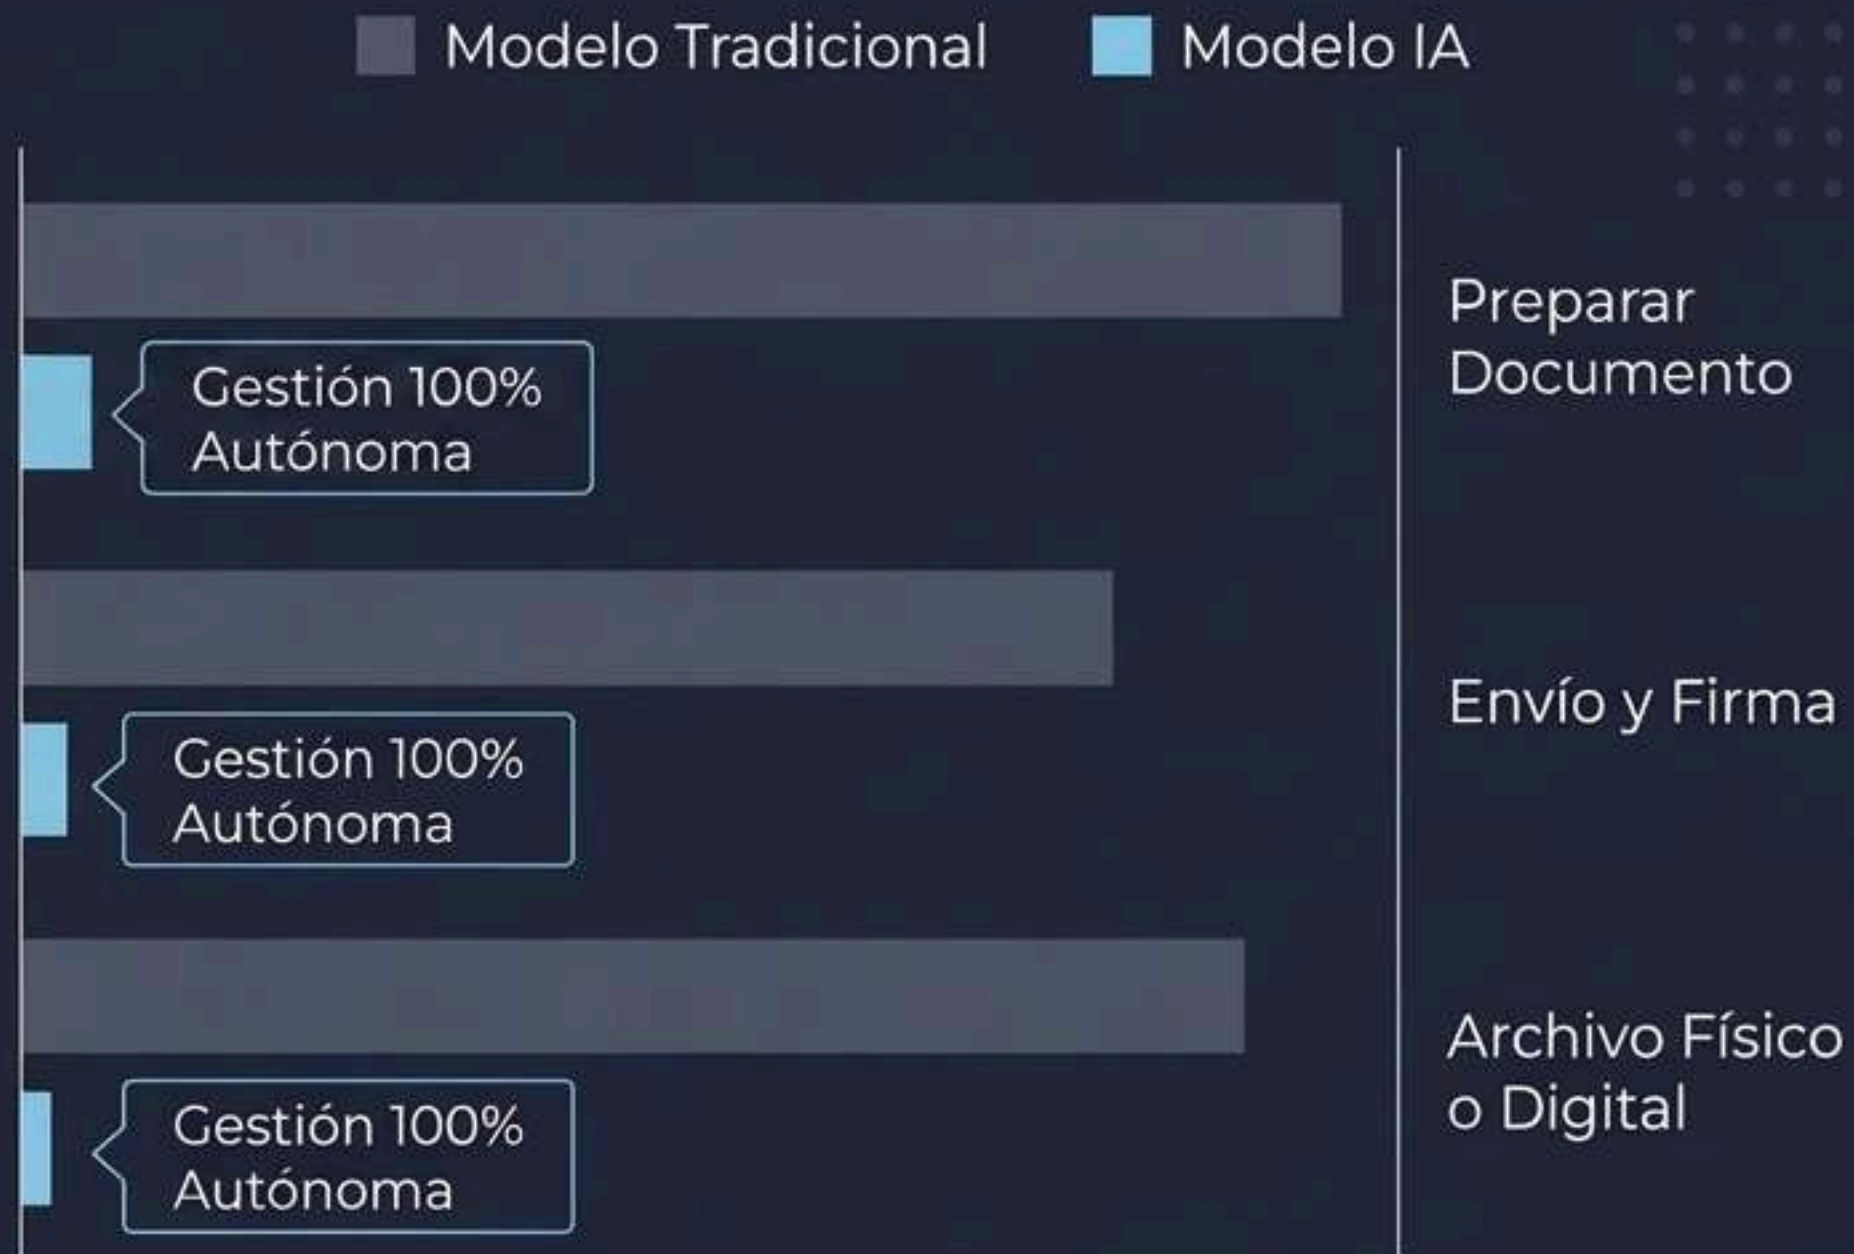 Modelo Tradicional
Modelo IA
Preparar
Documento
Gestión 100%
Autónoma
Envío y Firma
Gestión 100%
Autónoma
Archivo Físico
o Digital
Gestión 100%
Autónoma